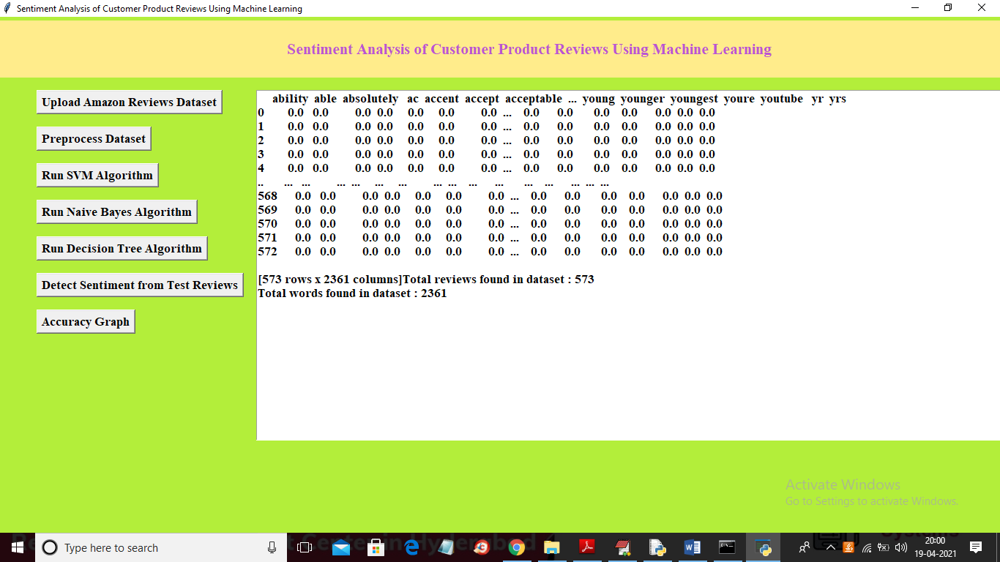 Sentiment Analysis of Customer Product Reviews Using Machine Learning
Sentiment Analysis of Customer Product Reviews Using Machine Learning
Upload Amazon Reviews Dataset
Preprocess Dataset
Run SVM Algorithm
Run Naive Bayes Algorithm
Run Decision Tree Algorithm
Detect Sentiment from Test Reviews
Accuracy Graph
ability able absolutely ac accent accept acceptable ... young younger youngest youre youtube yr yrs
0 0.0 0.0 0.0 0.0 0.0 0.0 0.0 ... 0.0 0.0 0.0 0.0 0.0 0.0 0.0
1 0.0 0.0 0.0 0.0 0.0 0.0 0.0 ... 0.0 0.0 0.0 0.0 0.0 0.0 0.0
2 0.0 0.0 0.0 0.0 0.0 0.0 0.0 ... 0.0 0.0 0.0 0.0 0.0 0.0 0.0
3 0.0 0.0 0.0 0.0 0.0 0.0 0.0 ... 0.0 0.0 0.0 0.0 0.0 0.0 0.0
4 0.0 0.0 0.0 0.0 0.0 0.0 0.0 ... 0.0 0.0 0.0 0.0 0.0 0.0 0.0
.. ... ... ... ... ... ... ... ... ... ... ... ... ... ... ...
568 0.0 0.0 0.0 0.0 0.0 0.0 0.0 ... 0.0 0.0 0.0 0.0 0.0 0.0 0.0
569 0.0 0.0 0.0 0.0 0.0 0.0 0.0 ... 0.0 0.0 0.0 0.0 0.0 0.0 0.0
570 0.0 0.0 0.0 0.0 0.0 0.0 0.0 ... 0.0 0.0 0.0 0.0 0.0 0.0 0.0
571 0.0 0.0 0.0 0.0 0.0 0.0 0.0 ... 0.0 0.0 0.0 0.0 0.0 0.0 0.0
572 0.0 0.0 0.0 0.0 0.0 0.0 0.0 ... 0.0 0.0 0.0 0.0 0.0 0.0 0.0
[573 rows x 2361 columns]Total reviews found in dataset : 573
Total words found in dataset : 2361
Activate Windows
Go to Settings to activate Windows.
Type here to search
20:00
19-04-2021